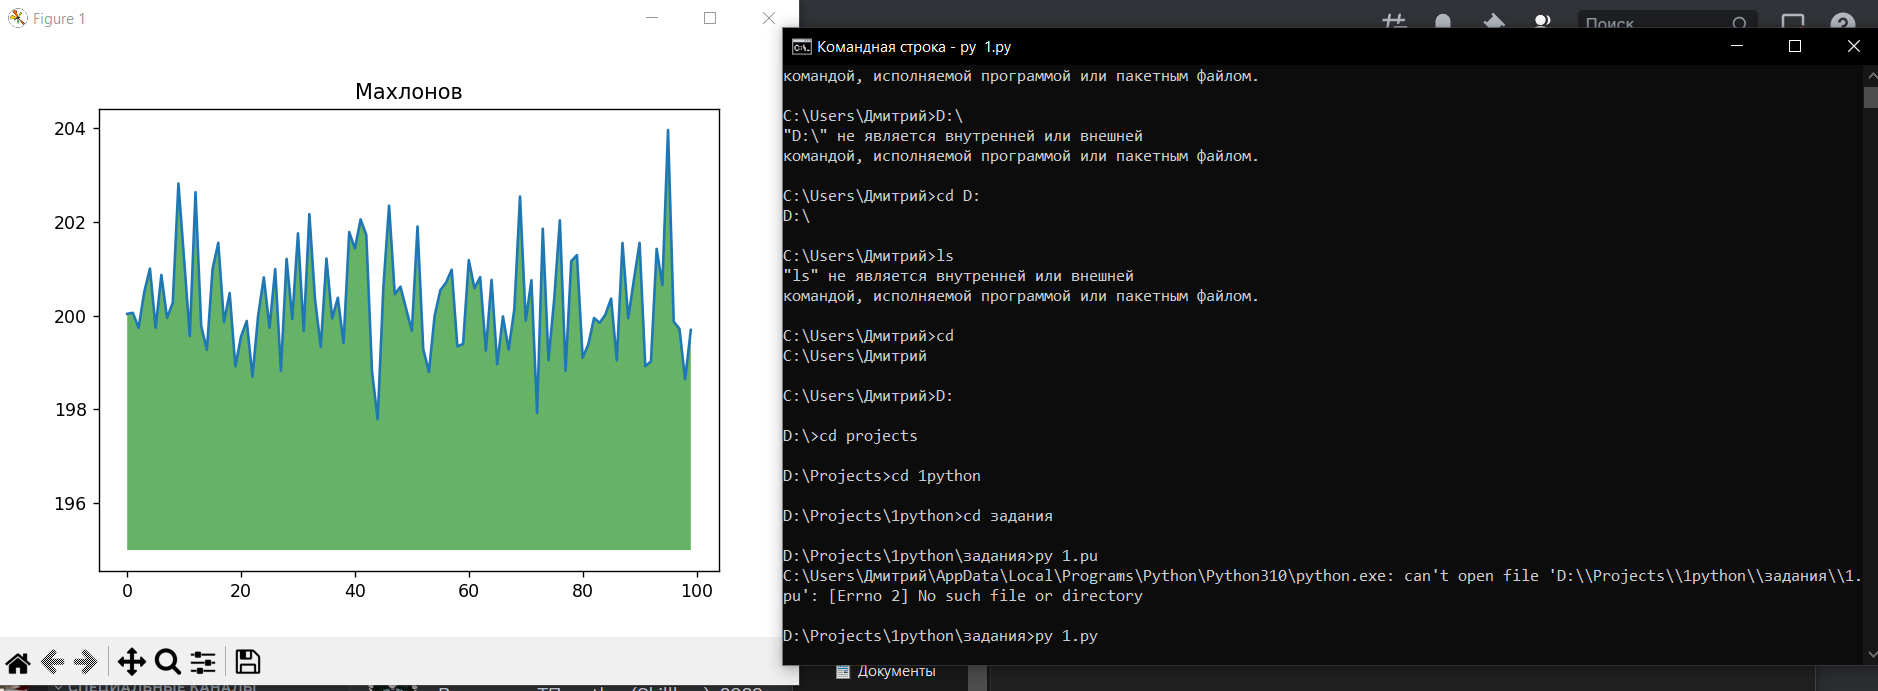 Figure 1
Махлонов
204
202
200
198
196
0 20 40 60 80 100
Поиск
Командная строка - py 1.py
командой, исполняемой программой или пакетным файлом.
C:\Users\Дмитрий>D:\
"D:\" не является внутренней или внешней
командой, исполняемой программой или пакетным файлом.
C:\Users\Дмитрий>cd D:
D:\
C:\Users\Дмитрий>ls
"ls" не является внутренней или внешней
командой, исполняемой программой или пакетным файлом.
C:\Users\Дмитрий>cd
C:\Users\Дмитрий
C:\Users\Дмитрий>D:
D:\>cd projects
D:\Projects>cd 1python
D:\Projects\1python>cd задания
D:\Projects\1python\задания>py 1.pu
C:\Users\Дмитрий\AppData\Local\Programs\Python\Python310\python.exe: can't open file 'D:\\Projects\\1python\\задания\\1.
pu': [Errno 2] No such file or directory
D:\Projects\1python\задания>py 1.py
Документы
СПЕЦИАЛЬНЫЕ КАНАЛЫ